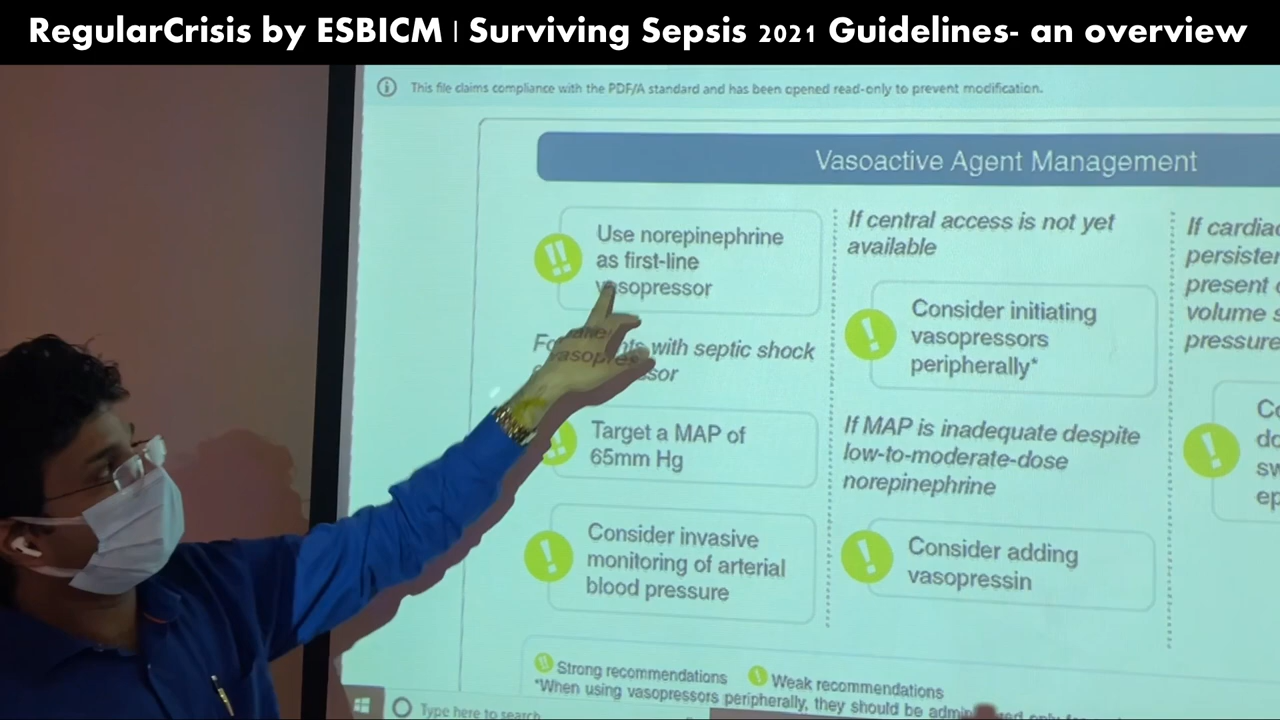 RegularCrisis by ESBICM | Surviving Sepsis 2021 Guidelines- an overview
This file claims compliance with the PDF/A standard and has been opened read-only to prevent modification.
Vasoactive Agent Management
Use norepinephrine
as first-line
vasopressor
with septic shock
Target a MAP of
65mm Hg
Consider invasive
monitoring of arterial
blood pressure
If central access is not yet
available
Consider initiating
vasopressors
peripherally*
If MAP is inadequate despite
low-to-moderate-dose
norepinephrine
Consider adding
vasopressin
If
present
volume
pressure
Strong recommendations
Weak recommendations
*When using vasopressors peripherally, they should be
Type here to search